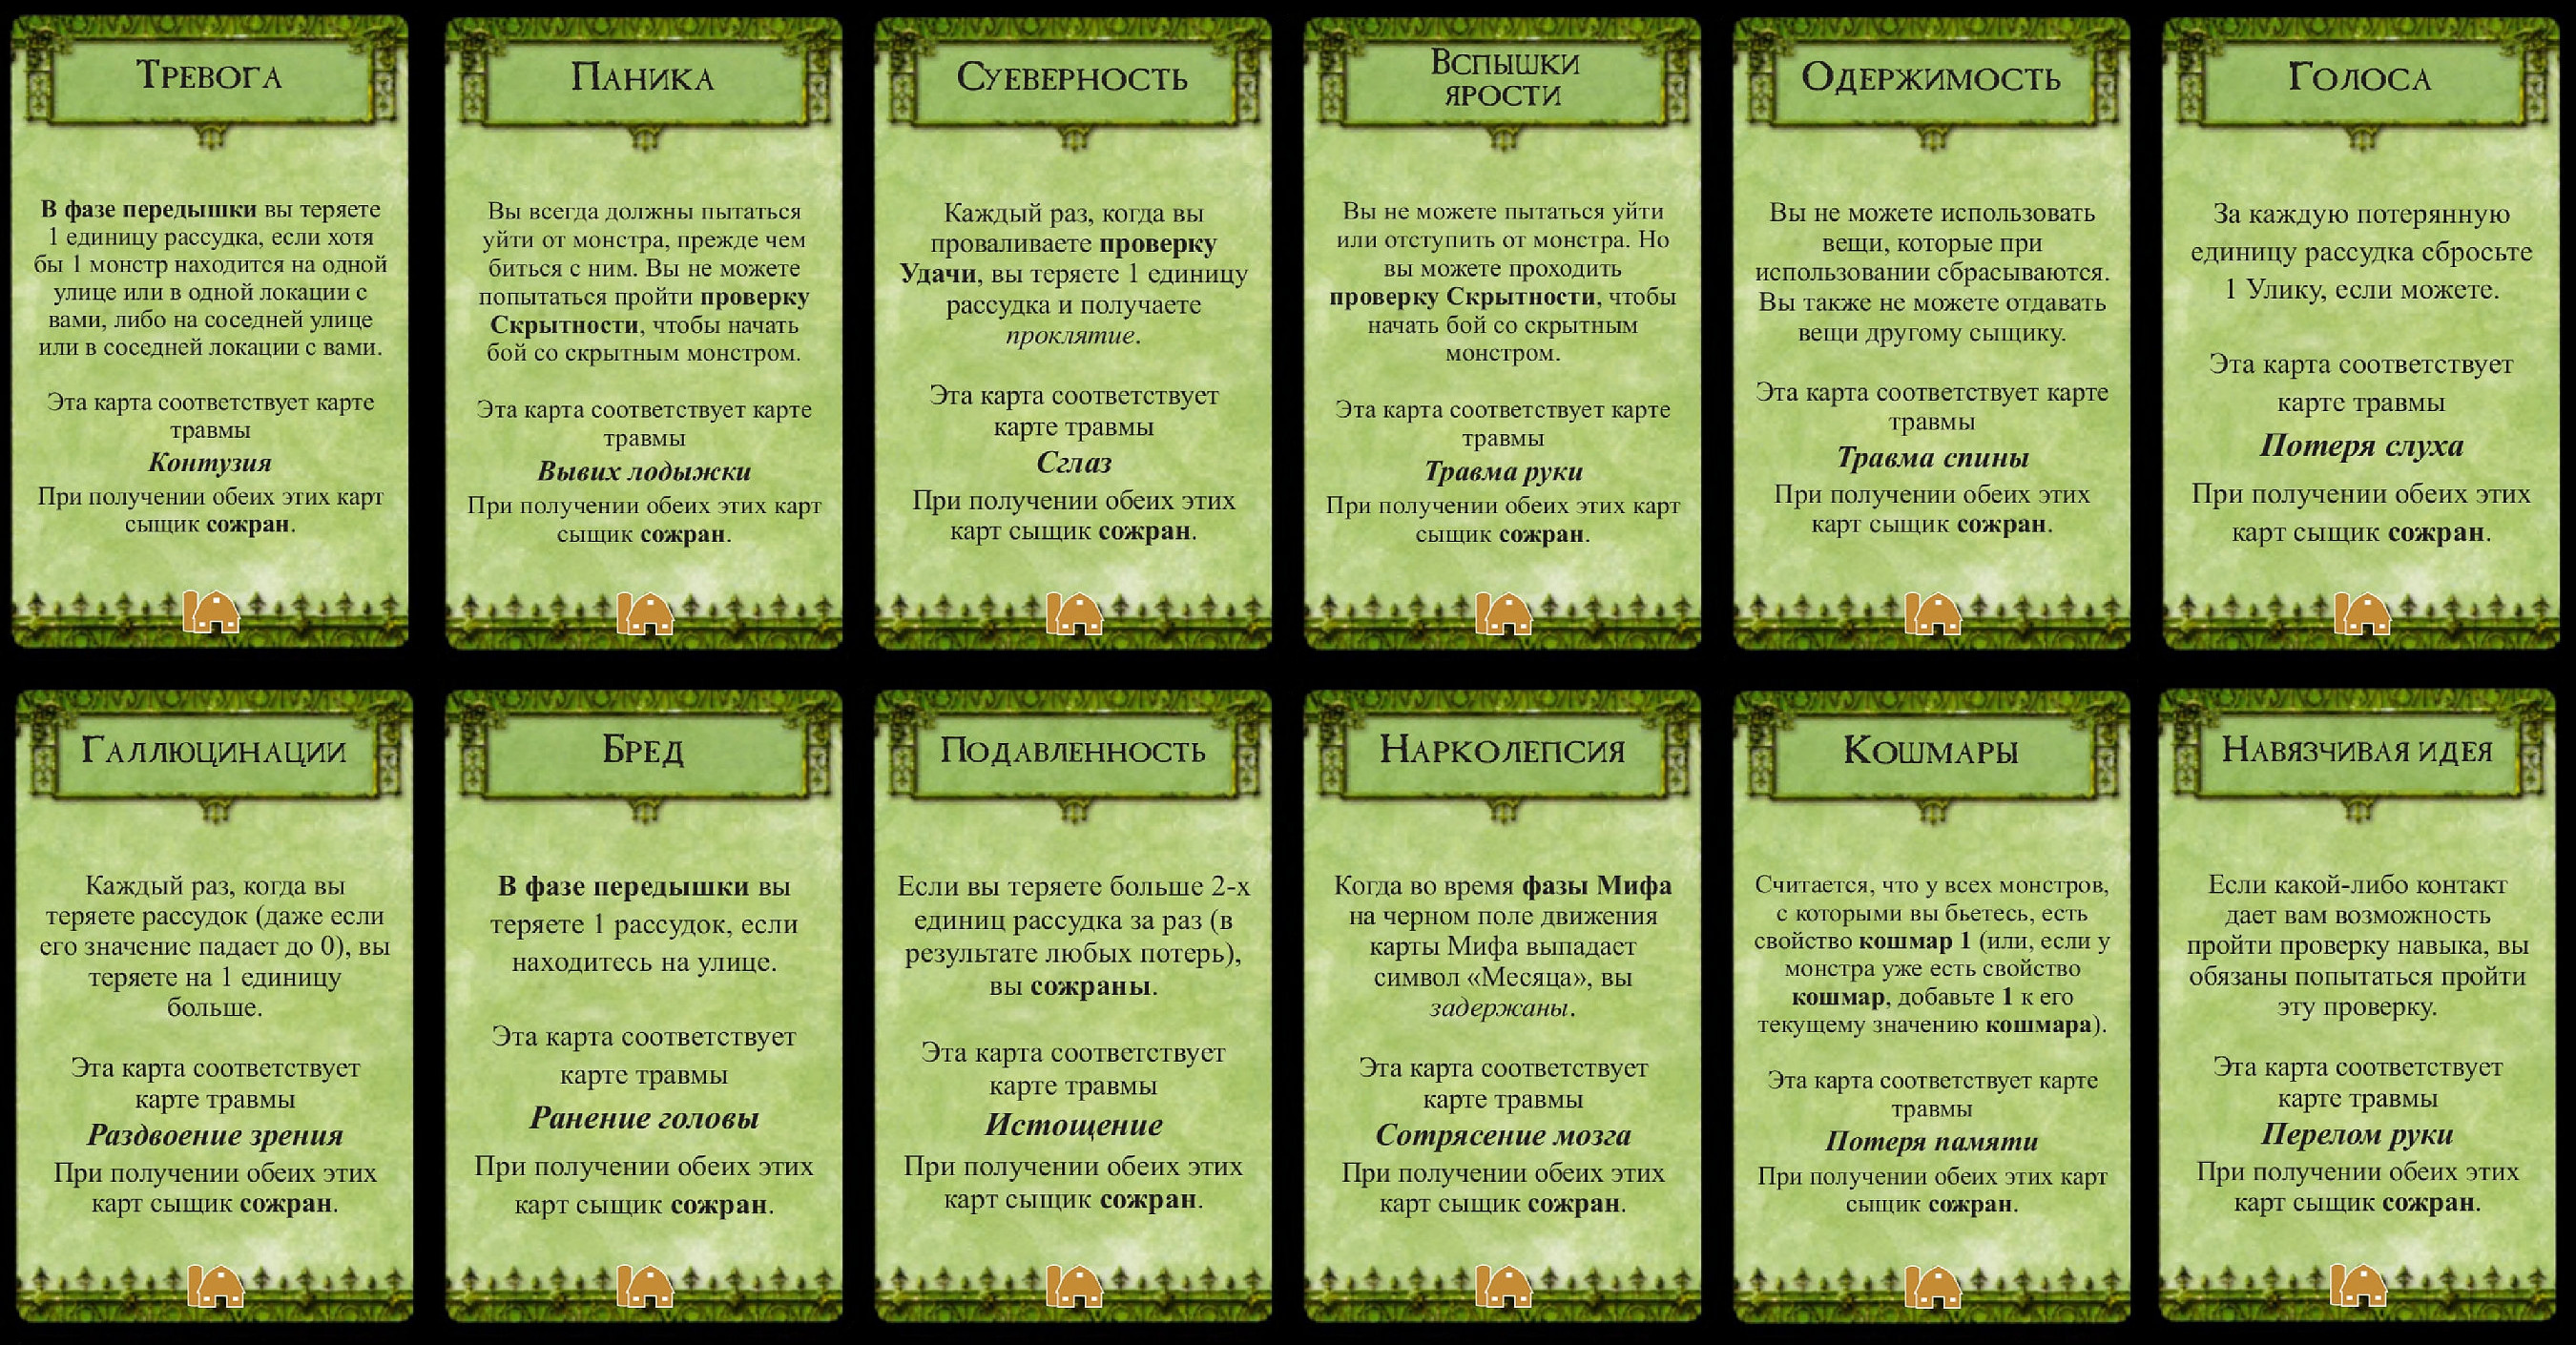 Тревога
В фазе передышки вы теряете
1 единицу рассудка, если хотя
бы 1 монстр находится на одной
улице или в одной локации с
вами, либо на соседней улице
или в соседней локации с вами.
Эта карта соответствует карте
травмы
Контузия
При получении обеих этих карт
сыщик сожран.
Паника
Вы всегда должны пытаться
уйти от монстра, прежде чем
биться с ним. Вы не можете
попытаться пройти проверку
Скрытности, чтобы начать
бой со скрытным монстром.
Эта карта соответствует карте
травмы
Вывих лодыжки
При получении обеих этих карт
сыщик сожран.
Суеверность
Каждый раз, когда вы
проваливаете проверку
Удачи, вы теряете 1 единицу
рассудка и получаете
проклятие.
Эта карта соответствует
карте травмы
Сглаз
При получении обеих этих
карт сыщик сожран.
Вспышки
ярости
Вы не можете пытаться уйти
или отступить от монстра. Но
вы можете проходить
проверку Скрытности, чтобы
начать бой со скрытным
монстром.
Эта карта соответствует карте
травмы
Травма руки
При получении обеих этих карт
сыщик сожран.
Одержимость
Вы не можете использовать
вещи, которые при
использовании сбрасываются.
Вы также не можете отдавать
вещи другому сыщику.
Эта карта соответствует карте
травмы
Травма спины
При получении обеих этих
карт сыщик сожран.
Голоса
За каждую потерянную
единицу рассудка сбросьте
1 Улику, если можете.
Эта карта соответствует
карте травмы
Потеря слуха
При получении обеих этих
карт сыщик сожран.
Галлюцинации
Каждый раз, когда вы
теряете рассудок (даже если
его значение падает до 0), вы
теряете на 1 единицу
больше.
Эта карта соответствует
карте травмы
Раздвоение зрения
При получении обеих этих
карт сыщик сожран.
Бред
В фазе передышки вы
теряете 1 рассудок, если
находитесь на улице.
Эта карта соответствует
карте травмы
Ранение головы
При получении обеих этих
карт сыщик сожран.
Подавленность
Если вы теряете больше 2-х
единиц рассудка за раз (в
результате любых потерь),
вы сожраны.
Эта карта соответствует
карте травмы
Истощение
При получении обеих этих
карт сыщик сожран.
Нарколепсия
Когда во время фазы Мифа
на черном поле движения
карты Мифа выпадает
символ «Месяца», вы
задержаны.
Эта карта соответствует
карте травмы
Сотрясение мозга
При получении обеих этих
карт сыщик сожран.
Кошмары
Считается, что у всех монстров,
с которыми вы бьетесь, есть
свойство кошмар 1 (или, если у
монстра уже есть свойство
кошмар, добавьте 1 к его
текущему значению кошмара).
Эта карта соответствует карте
травмы
Потеря памяти
При получении обеих этих карт
сыщик сожран.
Навязчивая идея
Если какой-либо контакт
дает вам возможность
пройти проверку навыка, вы
обязаны попытаться пройти
эту проверку.
Эта карта соответствует
карте травмы
Перелом руки
При получении обеих этих
карт сыщик сожран.